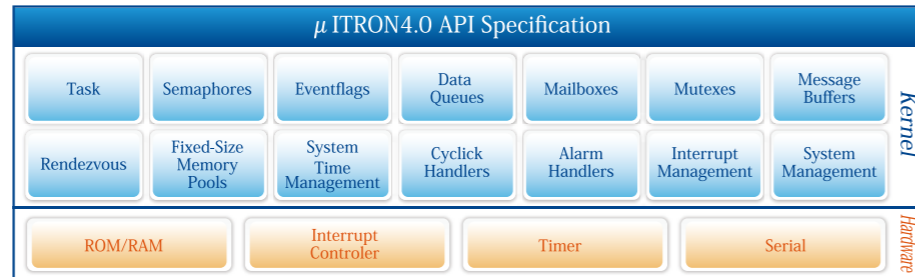 μ ITRON4.0 API Specification
Task
Semaphores
Eventflags
Data
Queues
Mailboxes
Mutexes
Message
Buffers
Kernel
Rendezvous
Fixed-Size
Memory
Pools
System
Time
Management
Cyclick
Handlers
Alarm
Handlers
Interrupt
Management
System
Management
ROM/RAM
Interrupt
Controler
Timer
Serial
Hardware